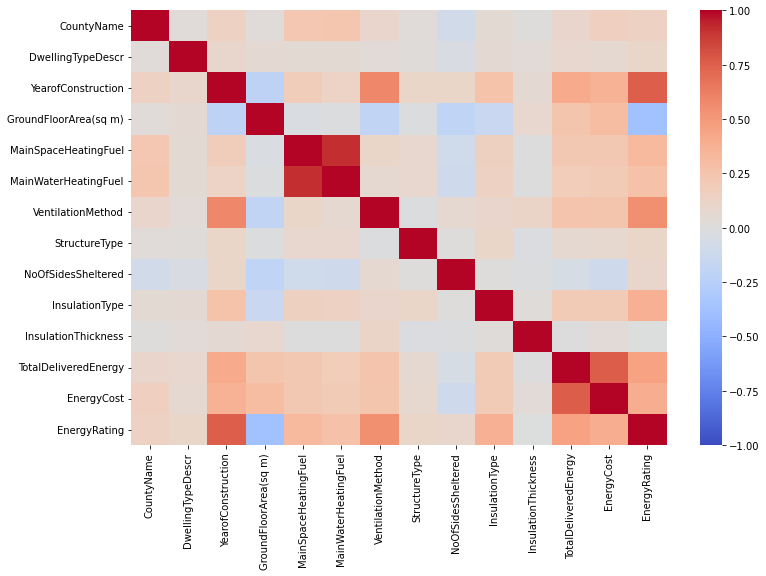 CountyName
DwellingTypeDescr
YearofConstruction
GroundFloorArea(sq m)
MainSpaceHeatingFuel
MainWaterHeatingFuel
VentilationMethod
StructureType
NoOfSidesSheltered
InsulationType
InsulationThickness
TotalDeliveredEnergy
EnergyCost
EnergyRating
CountyName
DwellingTypeDescr
YearofConstruction
GroundFloorArea(sq m)
MainSpaceHeatingFuel
MainWaterHeatingFuel
VentilationMethod
StructureType
NoOfSidesSheltered
InsulationType
InsulationThickness
TotalDeliveredEnergy
EnergyCost
EnergyRating
1.00
0.75
0.50
0.25
0.00
−0.25
−0.50
−0.75
−1.00